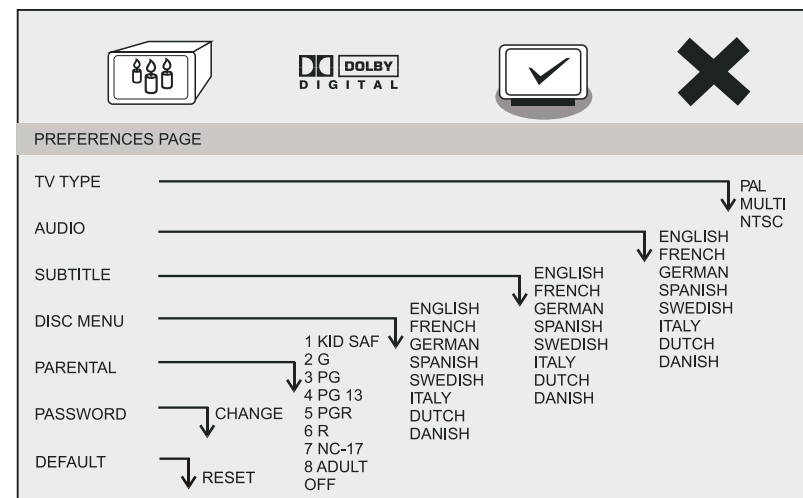 DOLBY
DIGITAL
PREFERENCES PAGE
TV TYPE
PAL
MULTI
NTSC
AUDIO
ENGLISH
FRENCH
GERMAN
SPANISH
SWEDISH
ITALY
DUTCH
DANISH
SUBTITLE
ENGLISH
FRENCH
GERMAN
SPANISH
SWEDISH
ITALY
DUTCH
DANISH
DISC MENU
ENGLISH
FRENCH
GERMAN
SPANISH
SWEDISH
ITALY
DUTCH
DANISH
PARENTAL
1 KID SAF
2 G
3 PG
4 PG 13
5 PGR
6 R
7 NC-17
8 ADULT
OFF
PASSWORD
CHANGE
DEFAULT
RESET